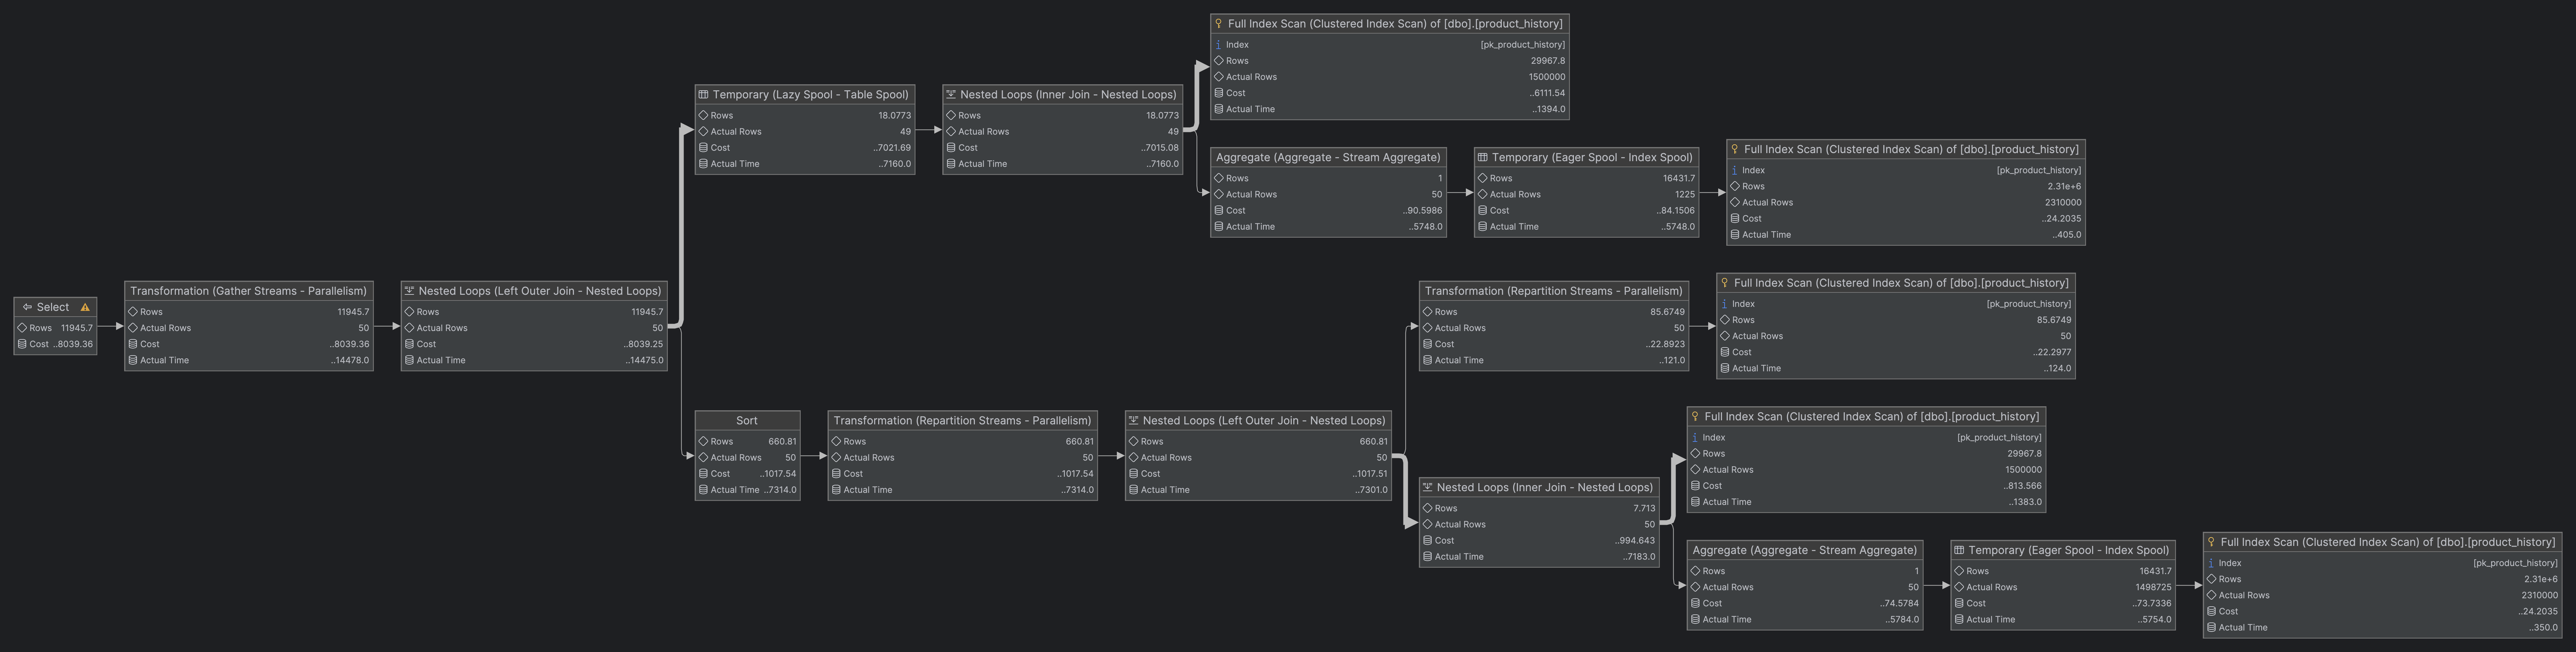 Select
Rows 11945.7
Cost ..8039.36
Transformation (Gather Streams - Parallelism)
Rows 11945.7
Actual Rows 50
Cost ..8039.36
Actual Time ..14478.0
Nested Loops (Left Outer Join - Nested Loops)
Rows 11945.7
Actual Rows 50
Cost ..8039.25
Actual Time ..14475.0
Temporary (Lazy Spool - Table Spool)
Rows 18.0773
Actual Rows 49
Cost ..7021.69
Actual Time ..7160.0
Nested Loops (Inner Join - Nested Loops)
Rows 18.0773
Actual Rows 49
Cost ..7015.08
Actual Time ..7160.0
Full Index Scan (Clustered Index Scan) of [dbo].[product_history]
Index [pk_product_history]
Rows 29967.8
Actual Rows 1500000
Cost ..6111.54
Actual Time ..1394.0
Aggregate (Aggregate - Stream Aggregate)
Rows 1
Actual Rows 50
Cost ..90.5986
Actual Time ..5748.0
Temporary (Eager Spool - Index Spool)
Rows 16431.7
Actual Rows 1225
Cost ..84.1506
Actual Time ..5748.0
Full Index Scan (Clustered Index Scan) of [dbo].[product_history]
Index [pk_product_history]
Rows 2.31e+6
Actual Rows 2310000
Cost ..24.2035
Actual Time ..405.0
Sort
Rows 660.81
Actual Rows 50
Cost ..1017.54
Actual Time ..7314.0
Transformation (Repartition Streams - Parallelism)
Rows 660.81
Actual Rows 50
Cost ..1017.54
Actual Time ..7314.0
Nested Loops (Left Outer Join - Nested Loops)
Rows 660.81
Actual Rows 50
Cost ..1017.51
Actual Time ..7301.0
Transformation (Repartition Streams - Parallelism)
Rows 85.6749
Actual Rows 50
Cost ..22.8923
Actual Time ..121.0
Full Index Scan (Clustered Index Scan) of [dbo].[product_history]
Index [pk_product_history]
Rows 85.6749
Actual Rows 50
Cost ..22.2977
Actual Time ..124.0
Nested Loops (Inner Join - Nested Loops)
Rows 7.713
Actual Rows 50
Cost ..994.643
Actual Time ..7183.0
Full Index Scan (Clustered Index Scan) of [dbo].[product_history]
Index [pk_product_history]
Rows 29967.8
Actual Rows 1500000
Cost ..813.566
Actual Time ..1383.0
Aggregate (Aggregate - Stream Aggregate)
Rows 1
Actual Rows 50
Cost ..74.5784
Actual Time ..5784.0
Temporary (Eager Spool - Index Spool)
Rows 16431.7
Actual Rows 1498725
Cost ..73.7336
Actual Time ..5754.0
Full Index Scan (Clustered Index Scan) of [dbo].[product_history]
Index [pk_product_history]
Rows 2.31e+6
Actual Rows 2310000
Cost ..24.2035
Actual Time ..350.0